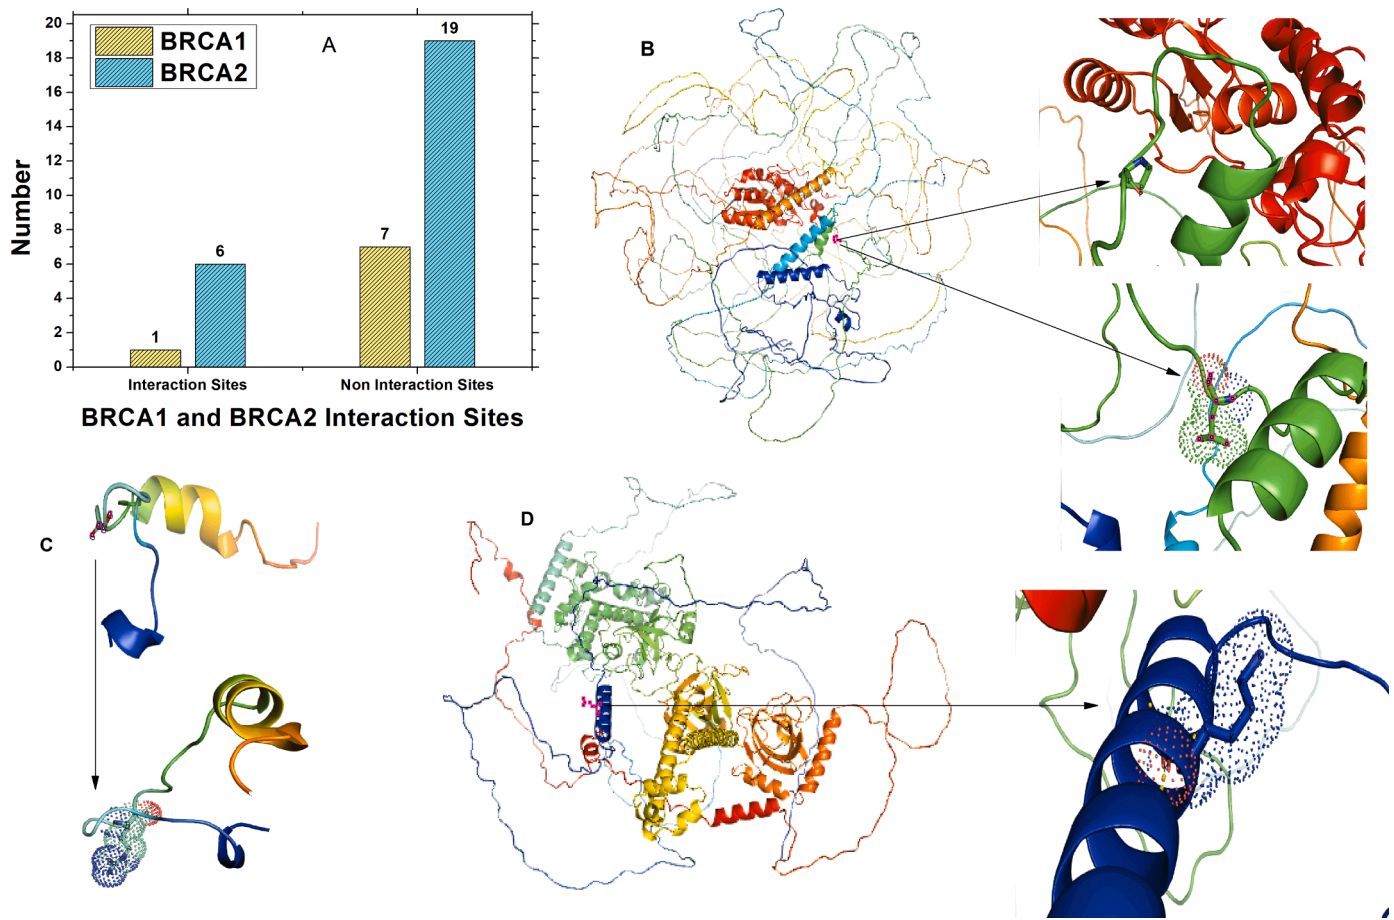 A
BRCA1
BRCA2
20
18
16
14
12
10
8
6
4
2
0
Number
1
6
7
19
Interaction Sites
Non Interaction Sites
BRCA1 and BRCA2 Interaction Sites
B
C
D